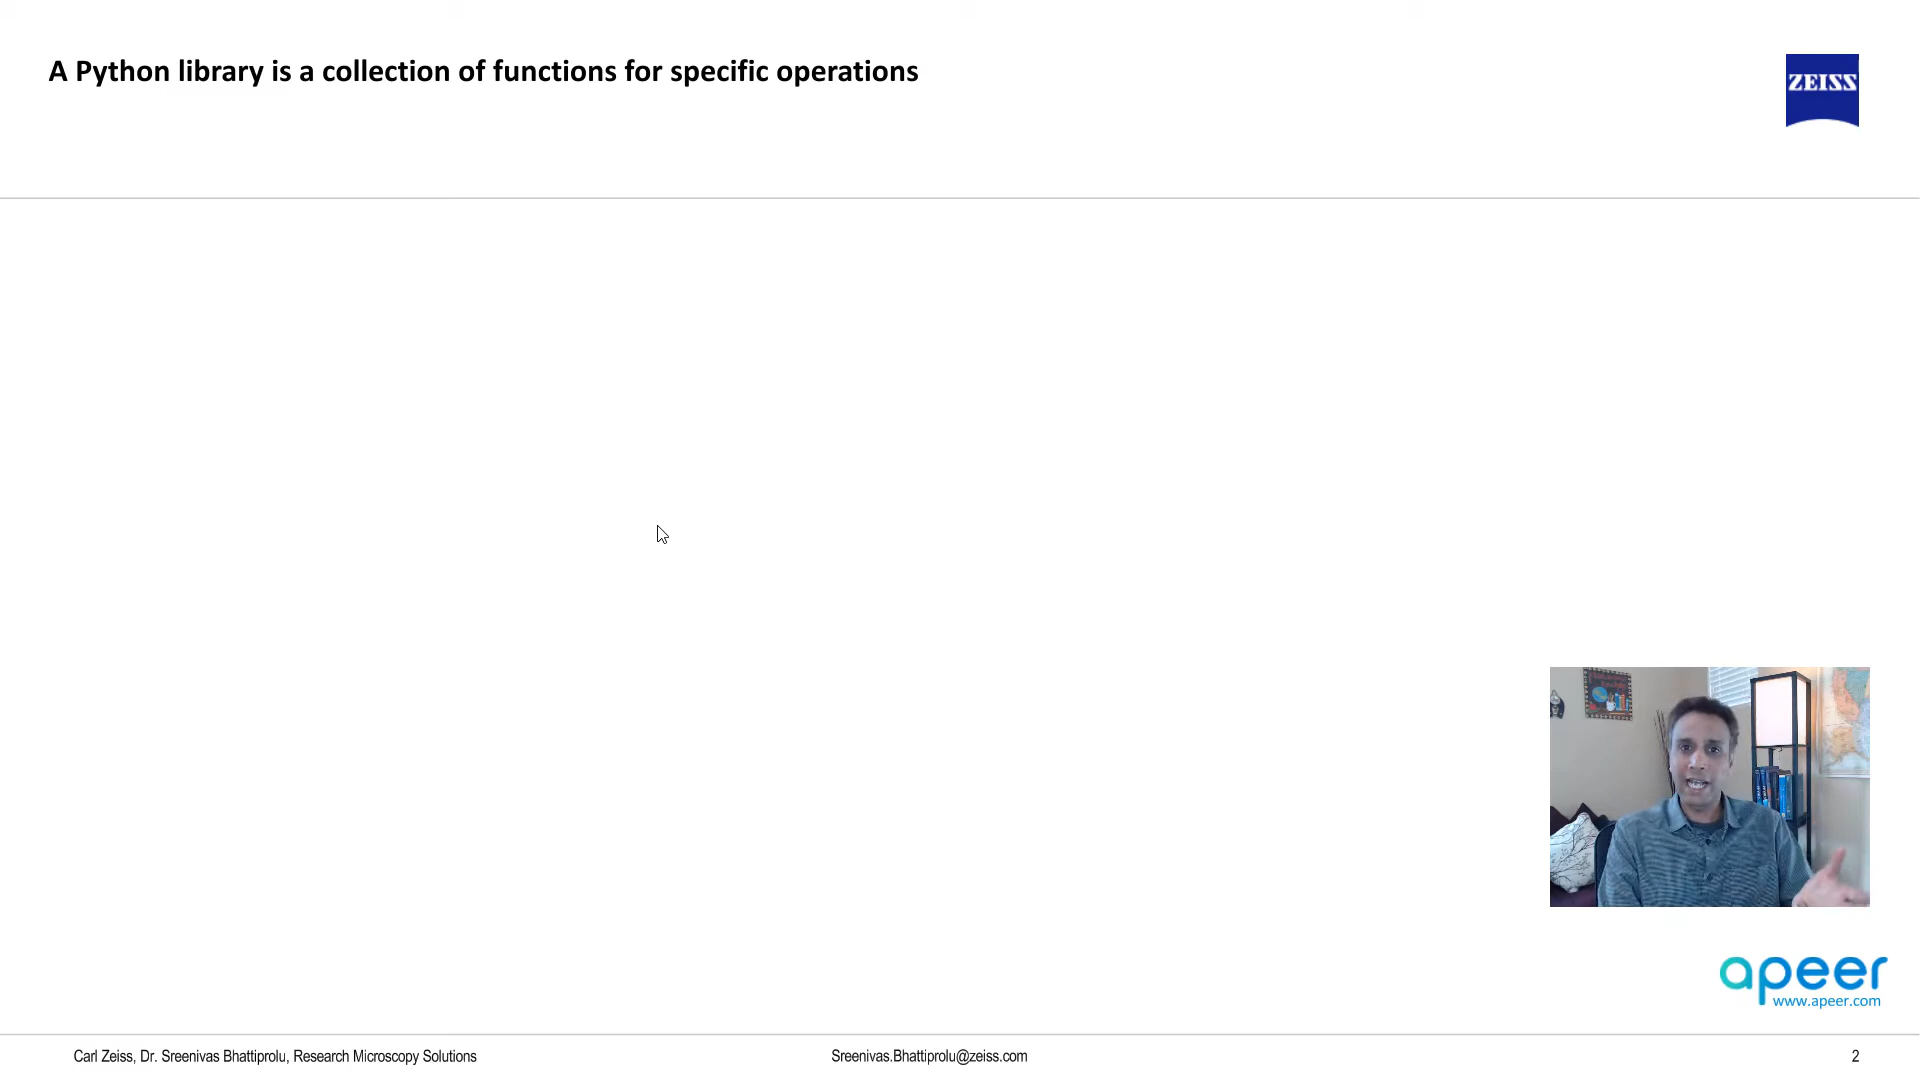 A Python library is a collection of functions for specific operations
ZEISS
apeer
www.apeer.com
Carl Zeiss, Dr. Sreenivas Bhattiprolu, Research Microscopy Solutions
Sreenivas.Bhattiprolu@zeiss.com
2